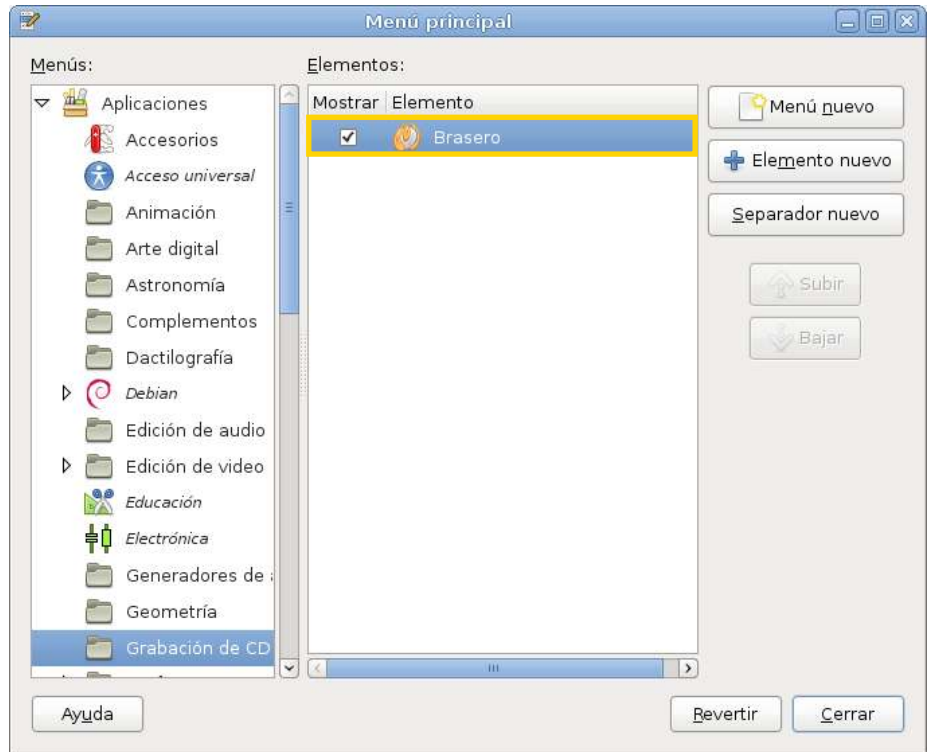 Menú principal
Menús:
Elementos:
Aplicaciones
Accesorios
Acceso universal
Animación
Arte digital
Astronomía
Complementos
Dactilografía
Debian
Edición de audio
Edición de video
Educación
Electrónica
Generadores de
Geometría
Grabación de CD
Mostrar Elemento
Brasero
Menú nuevo
Elemento nuevo
Separador nuevo
Subir
Bajar
Ayuda
Revertir
Cerrar